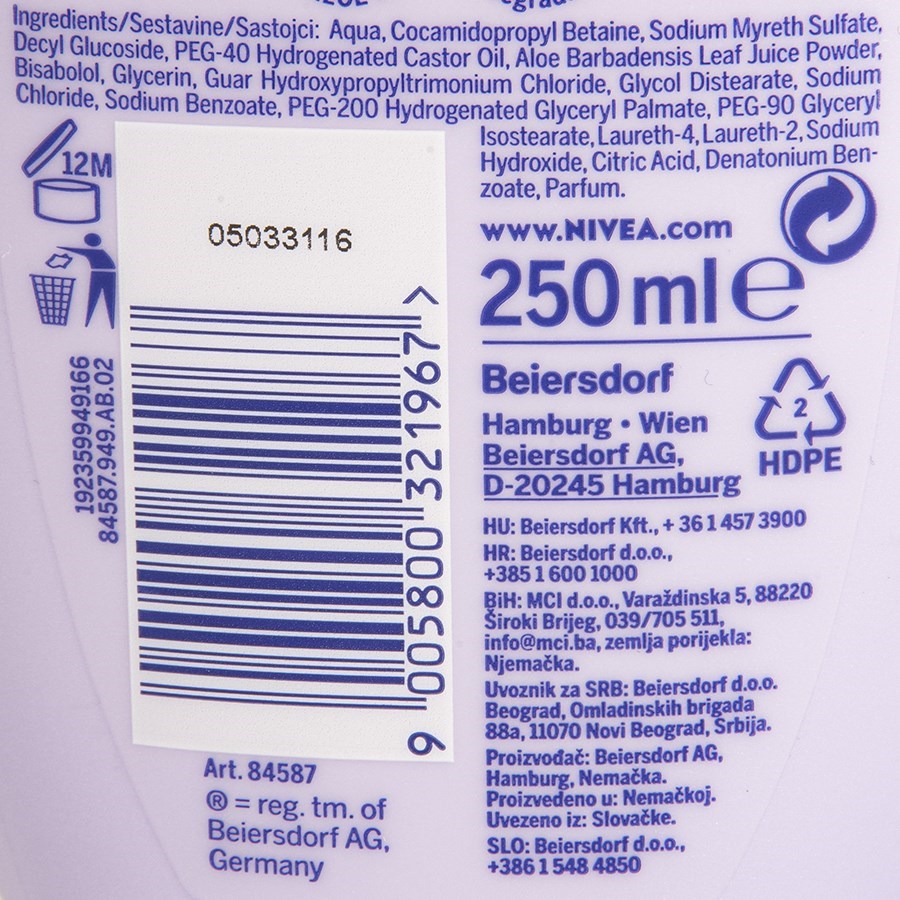 Ingredients/Sestavine/Sastojci: Aqua, Cocamidopropyl Betaine, Sodium Myreth Sulfate,
Decyl Glucoside, PEG-40 Hydrogenated Castor Oil, Aloe Barbadensis Leaf Juice Powder,
Bisabolol, Glycerin, Guar Hydroxypropyltrimonium Chloride, Glycol Distearate, Sodium
Chloride, Sodium Benzoate, PEG-200 Hydrogenated Glyceryl Palmate, PEG-90 Glyceryl
Isostearate, Laureth-4, Laureth-2, Sodium
Hydroxide, Citric Acid, Denatonium Ben-
zoate, Parfum.
12M
05033116
www.NIVEA.com
250 ml e
19235994​9166
84587.949.AB.02
9 005800 321967 >
Beiersdorf
Hamburg • Wien
Beiersdorf AG,
D-20245 Hamburg
2
HDPE
HU: Beiersdorf Kft., + 36 1 457 3900
HR: Beiersdorf d.o.o.,
+385 1 600 1000
BiH: MCI d.o.o., Varaždinska 5, 88220
Široki Brijeg, 039/705 511,
info@mci.ba, zemlja porijekla:
Njemačka.
Uvoznik za SRB: Beiersdorf d.o.o.
Beograd, Omladinskih brigada
88a, 11070 Novi Beograd, Srbija.
Proizvođač: Beiersdorf AG,
Hamburg, Nemačka.
Proizvedeno u: Nemačkoj.
Uvezeno iz: Slovačke.
SLO: Beiersdorf d.o.o.,
+386 1 548 4850
Art. 84587
® = reg. tm. of
Beiersdorf AG,
Germany